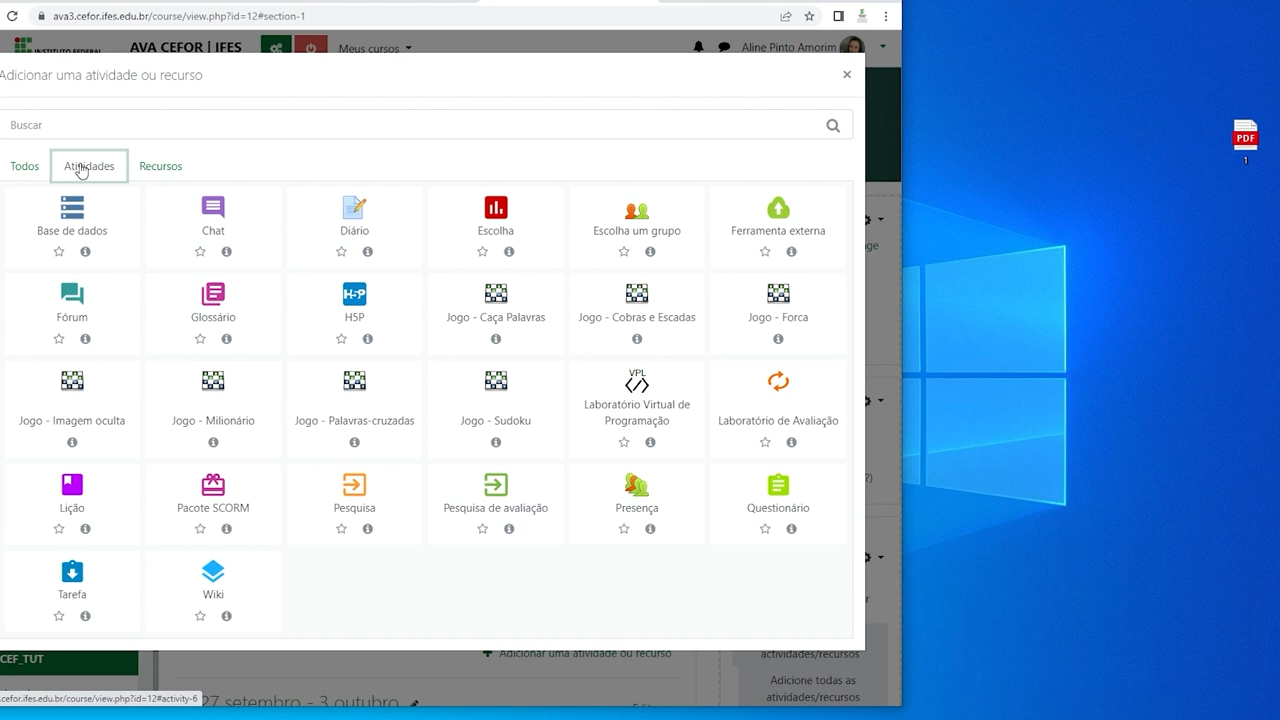 ava3.cefor.ifes.edu.br/course/view.php?id=12#section-1
INSTITUTO FEDERAL
AVA CEFOR | IFES
Meus cursos
Aline Pinto Amorim
Adicionar uma atividade ou recurso
×
Buscar
Todos
Atividades
Recursos
Base de dados
Chat
Diário
Escolha
Escolha um grupo
Ferramenta externa
Fórum
Glossário
H5P
H5P
Jogo - Caça Palavras
Jogo - Cobras e Escadas
Jogo - Forca
VPL
Jogo - Imagem oculta
Jogo - Milionário
Jogo - Palavras-cruzadas
Jogo - Sudoku
Laboratório Virtual de
Programação
Laboratório de Avaliação
Lição
Pacote SCORM
Pesquisa
Pesquisa de avaliação
Presença
Questionário
Tarefa
Wiki
CEF_TUT
Adicionar uma atividade ou recurso
atividades/recursos
Adicione todas as
atividades/recursos
27 setembro - 3 outubro
.cefor.ifes.edu.br/course/view.php?id=12#activity-6
PDF
1